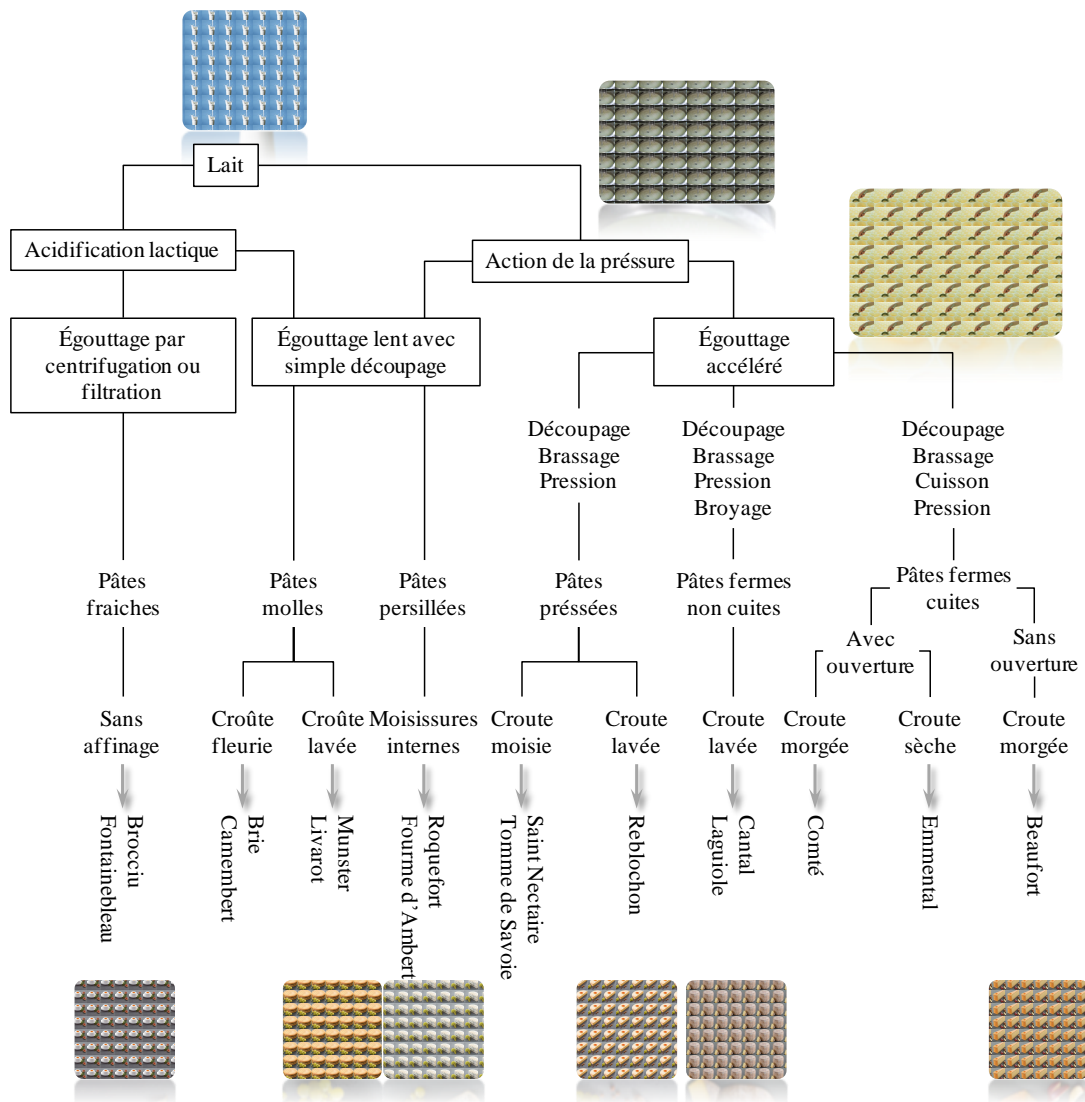 Lait
Acidification lactique
Action de la préssure
Égouttage par
centrifugation ou
filtration
Égouttage lent avec
simple découpage
Égouttage
accéléré
Découpage
Brassage
Pression
Découpage
Brassage
Pression
Broyage
Découpage
Brassage
Cuisson
Pression
Pâtes
fraiches
Pâtes
molles
Pâtes
persillées
Pâtes
préssées
Pâtes fermes
non cuites
Pâtes fermes
cuites
Avec
ouverture
Sans
ouverture
Sans
affinage
Croûte
fleurie
Croûte
lavée
Moisissures
internes
Croute
moisie
Croute
lavée
Croute
lavée
Croute
morgée
Croute
sèche
Croute
morgée
Brocciu
Fontainebleau
Brie
Camembert
Munster
Livarot
Roquefort
Fourme d'Ambert
Saint Nectaire
Tomme de Savoie
Reblochon
Cantal
Laguiole
Comté
Emmental
Beaufort